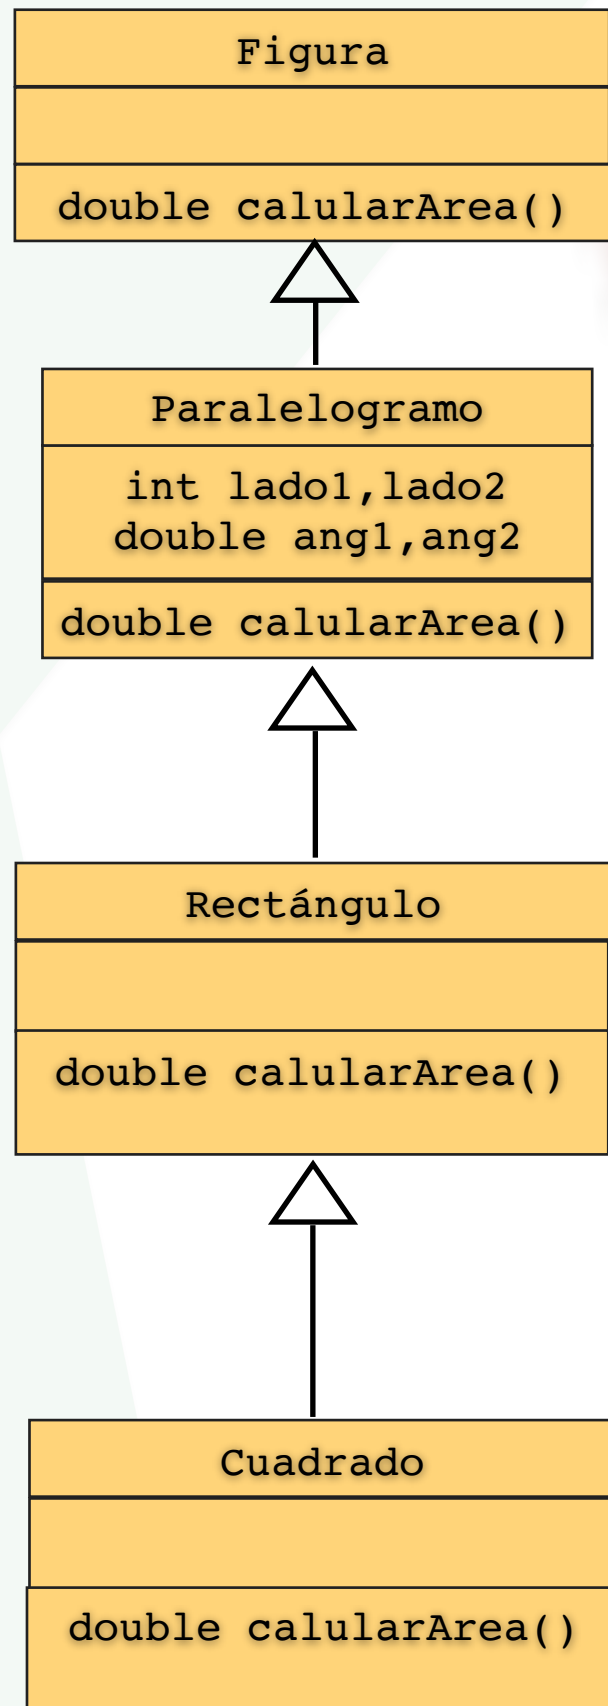 Figura
double calularArea()
Paralelogramo
int lado1,lado2
double ang1,ang2
double calularArea()
Rectángulo
double calularArea()
Cuadrado
double calularArea()